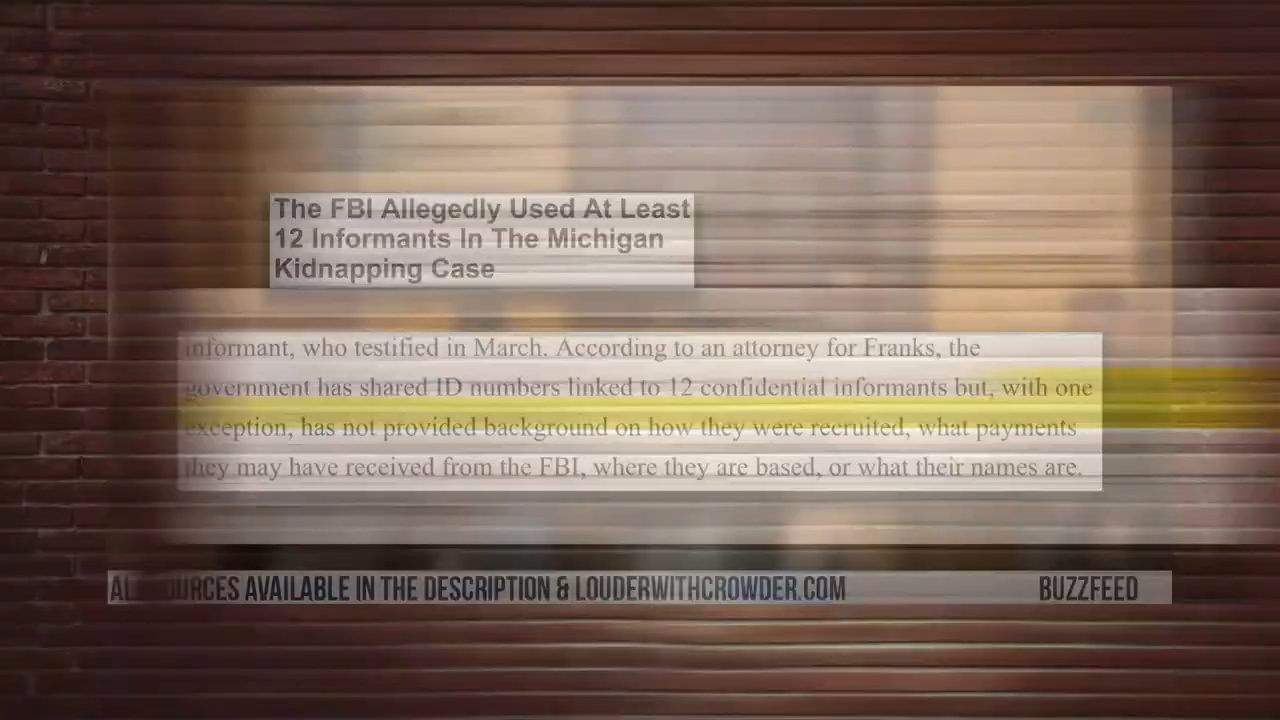 The FBI Allegedly Used At Least
12 Informants In The Michigan
Kidnapping Case
informant, who testified in March. According to an attorney for Franks, the
government has shared ID numbers linked to 12 confidential informants but, with one
exception, has not provided background on how they were recruited, what payments
they may have received from the FBI, where they are based, or what their names are.
ALL SOURCES AVAILABLE IN THE DESCRIPTION & LOUDERWITHCROWDER.COM
BUZZFEED